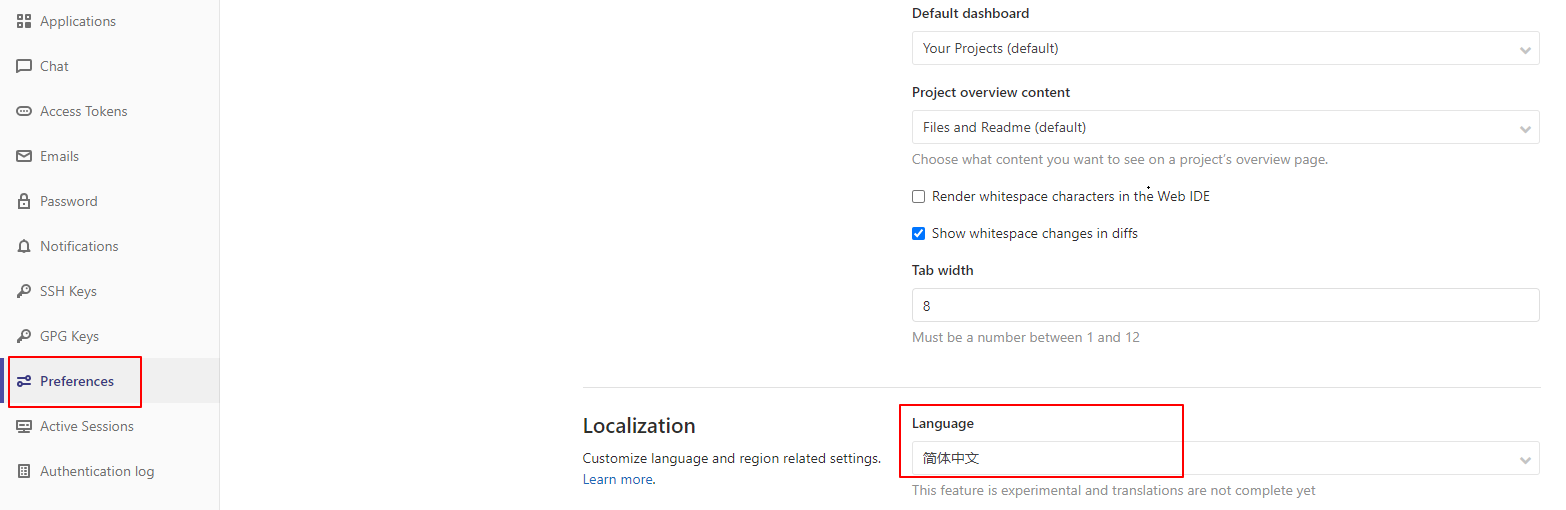 Applications
Chat
Access Tokens
Emails
Password
Notifications
SSH Keys
GPG Keys
Preferences
Active Sessions
Authentication log
Default dashboard
Your Projects (default)
Project overview content
Files and Readme (default)
Choose what content you want to see on a project’s overview page.
Render whitespace characters in the Web IDE
Show whitespace changes in diffs
Tab width
8
Must be a number between 1 and 12
Localization
Customize language and region related settings.
Learn more.
Language
简体中文
This feature is experimental and translations are not complete yet